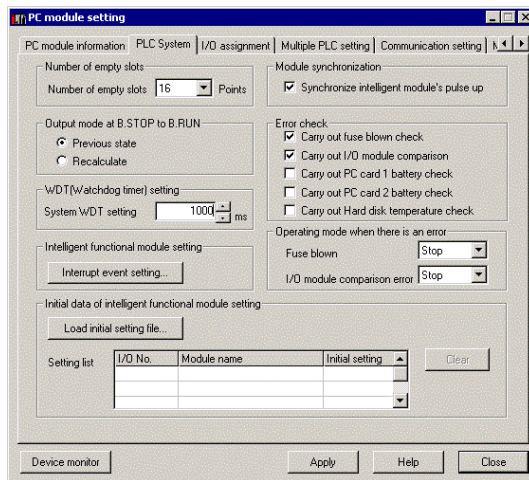 PC module setting
PC module information PLC System I/O assignment Multiple PLC setting Communication setting
Number of empty slots
Number of empty slots 16 Points
Module synchronization
Synchronize intelligent module's pulse up
Output mode at B.STOP to B.RUN
Previous state
Recalculate
Error check
Carry out fuse blown check
Carry out I/O module comparison
Carry out PC card 1 battery check
Carry out PC card 2 battery check
Carry out Hard disk temperature check
WDT(Watchdog timer) setting
System WDT setting 1000 ms
Operating mode when there is an error
Fuse blown Stop
I/O module comparison error Stop
Intelligent functional module setting
Interrupt event setting...
Initial data of intelligent functional module setting
Load initial setting file...
Setting list I/O No. Module name Initial setting Clear
Device monitor Apply Help Close